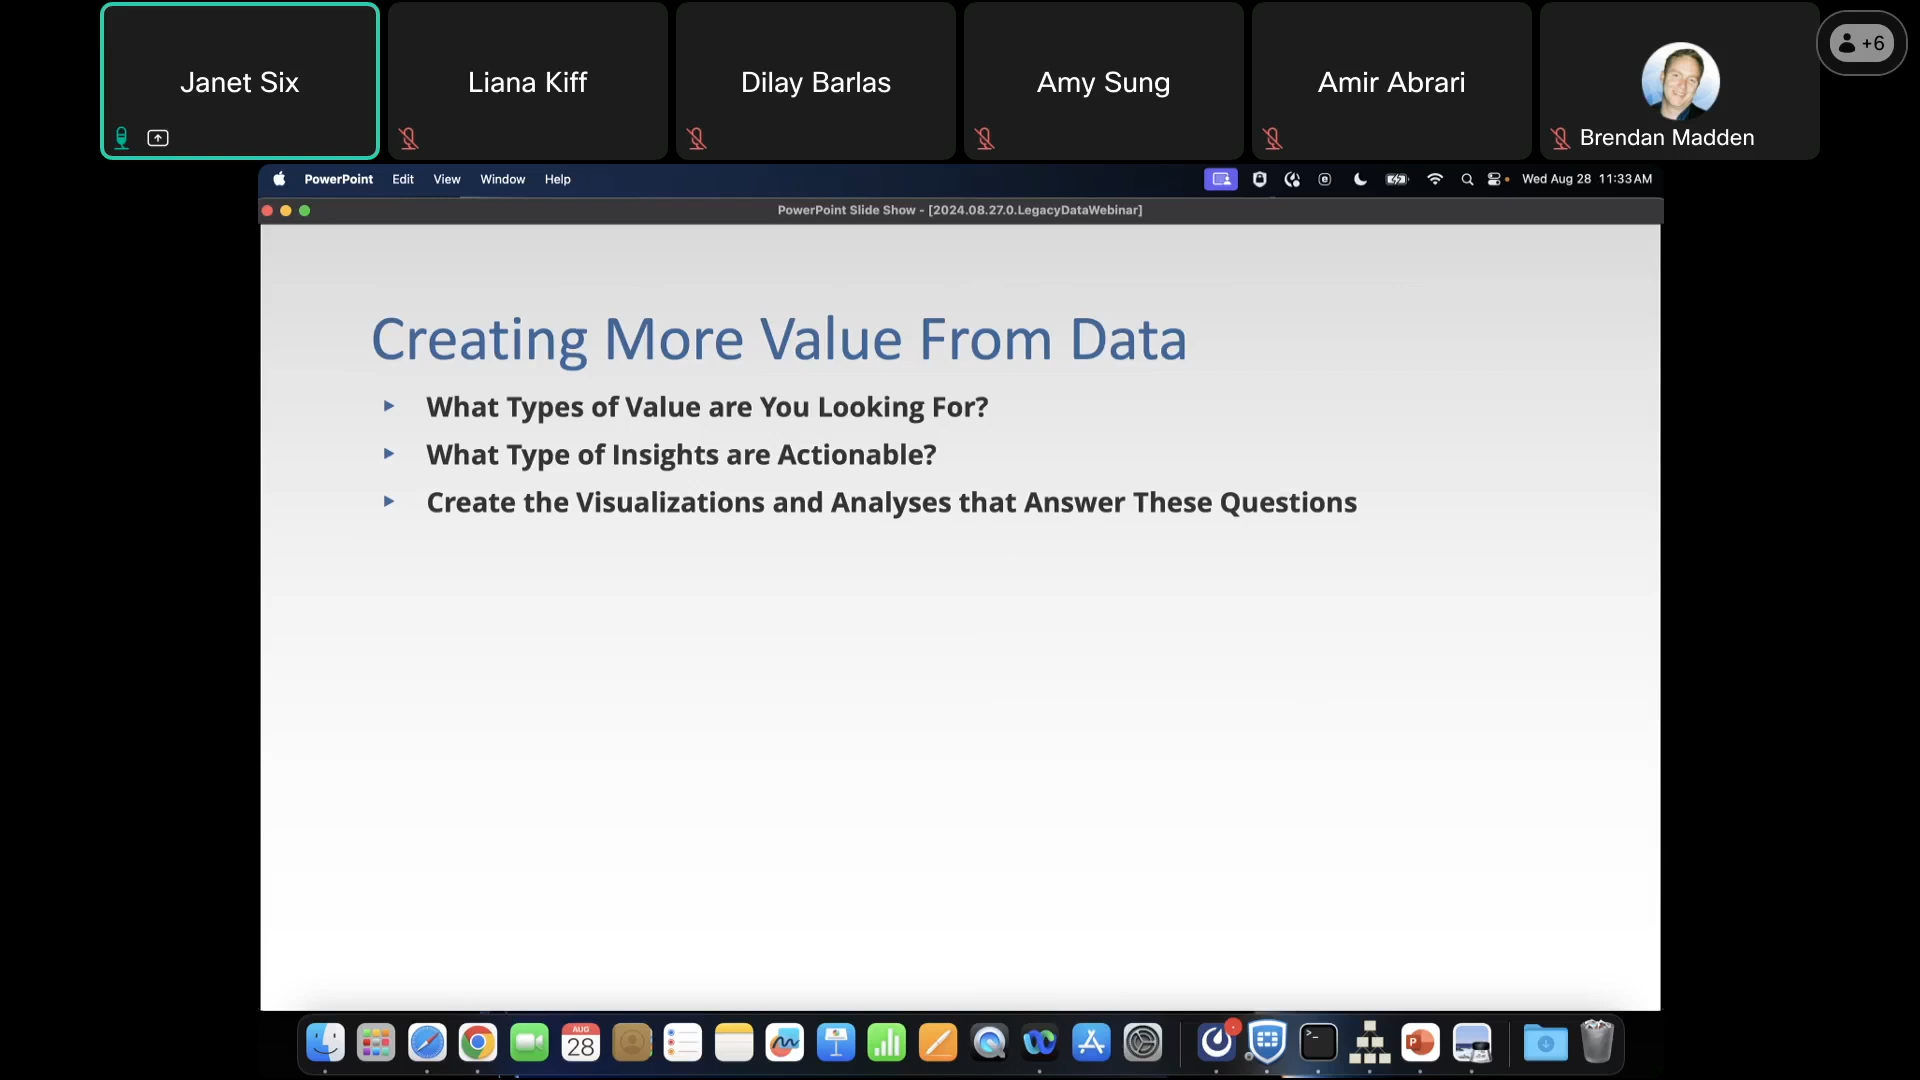 Janet Six
Liana Kiff
Dilay Barlas
Amy Sung
Amir Abrari
Brendan Madden
+6
PowerPoint Edit View Window Help
Wed Aug 28 11:33AM
PowerPoint Slide Show - [2024.08.27.0.LegacyDataWebinar]
Creating More Value From Data
What Types of Value are You Looking For?
What Type of Insights are Actionable?
Create the Visualizations and Analyses that Answer These Questions
AUG
28
P